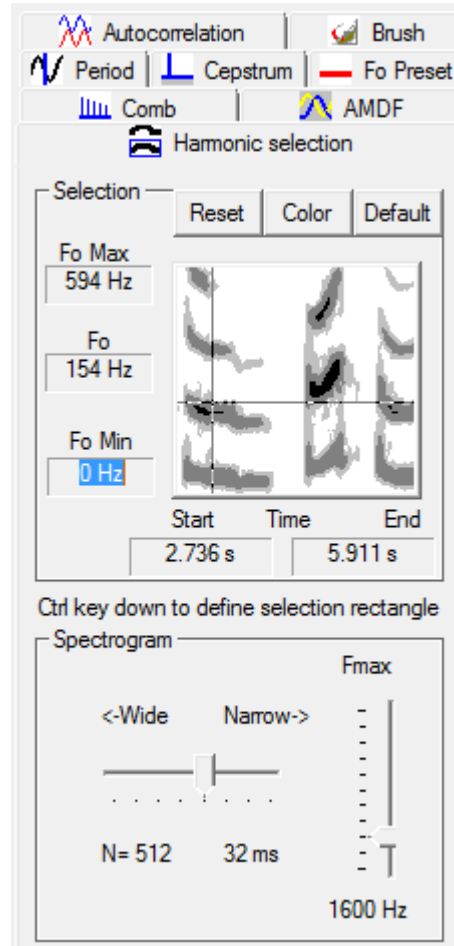 Autocorrelation Brush
Period Cepstrum Fo Preset
Comb AMDF
Harmonic selection
Selection
Reset Color Default
Fo Max
594 Hz
Fo
154 Hz
Fo Min
0 Hz
Start Time End
2.736 s 5.911 s
Ctrl key down to define selection rectangle
Spectrogram
Fmax
<-Wide Narrow->
N= 512 32 ms
1600 Hz